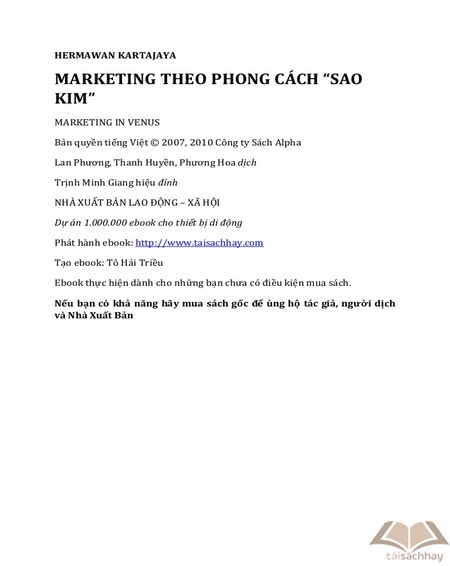 HERMAWAN KARTAJAYA
MARKETING THEO PHONG CÁCH “SAO
KIM”
MARKETING IN VENUS
Bản quyền tiếng Việt © 2007, 2010 Công ty Sách Alpha
Lan Phương, Thanh Huyền, Phương Hoa dịch
Trịnh Minh Giang hiệu đính
NHÀ XUẤT BẢN LAO ĐỘNG – XÃ HỘI
Dự án 1.000.000 ebook cho thiết bị di động
Phát hành ebook: http://www.taisachhay.com
Tạo ebook: Tô Hải Triều
Ebook thực hiện dành cho những bạn chưa có điều kiện mua sách.
Nếu bạn có khả năng hãy mua sách gốc để ủng hộ tác giả, người dịch
và Nhà Xuất Bản
táisáchhay